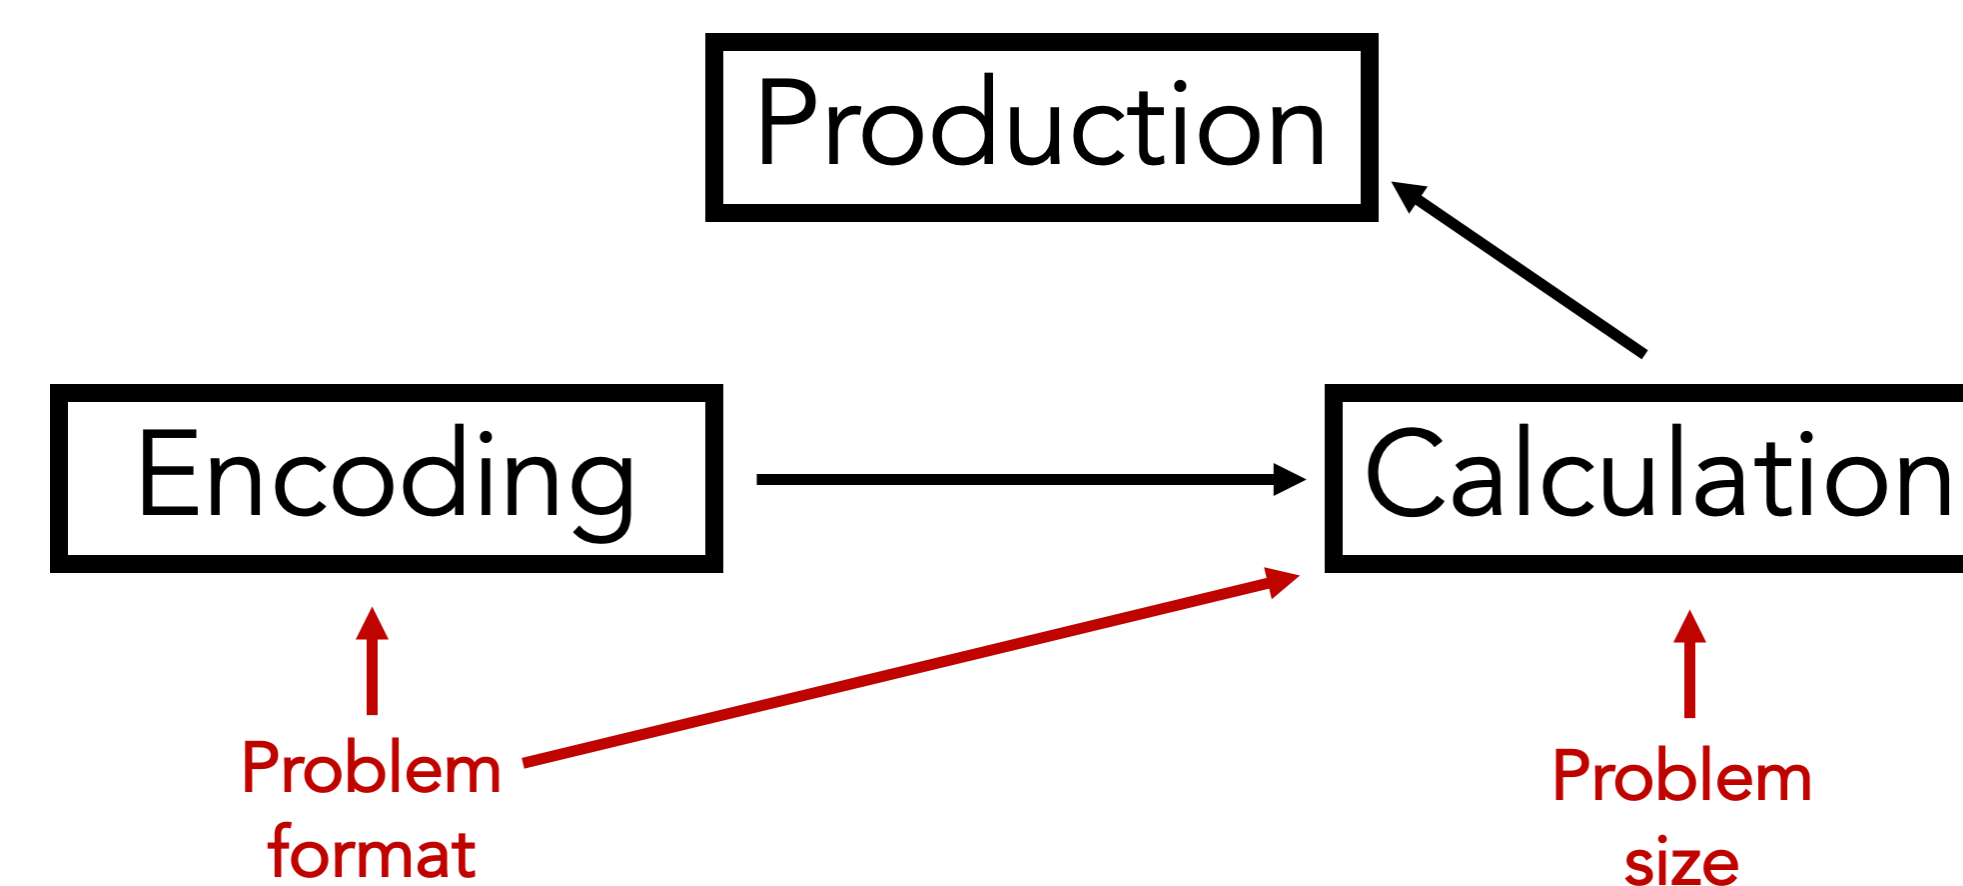 Production
Encoding
Calculation
Problem
format
Problem
size